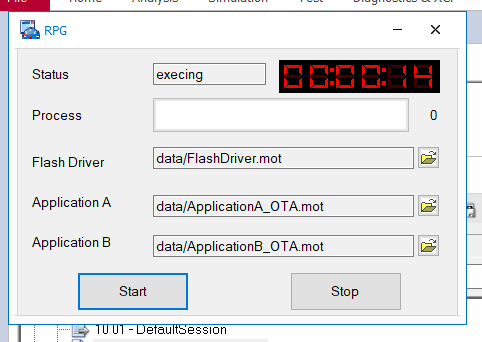 File Home Analysis Simulation Test Diagnostics & XCP
RPG
Status execing 00:00:14
Process 0
Flash Driver data/FlashDriver.mot
Application A data/ApplicationA_OTA.mot
Application B data/ApplicationB_OTA.mot
Start Stop
10 01 - DefaultSession